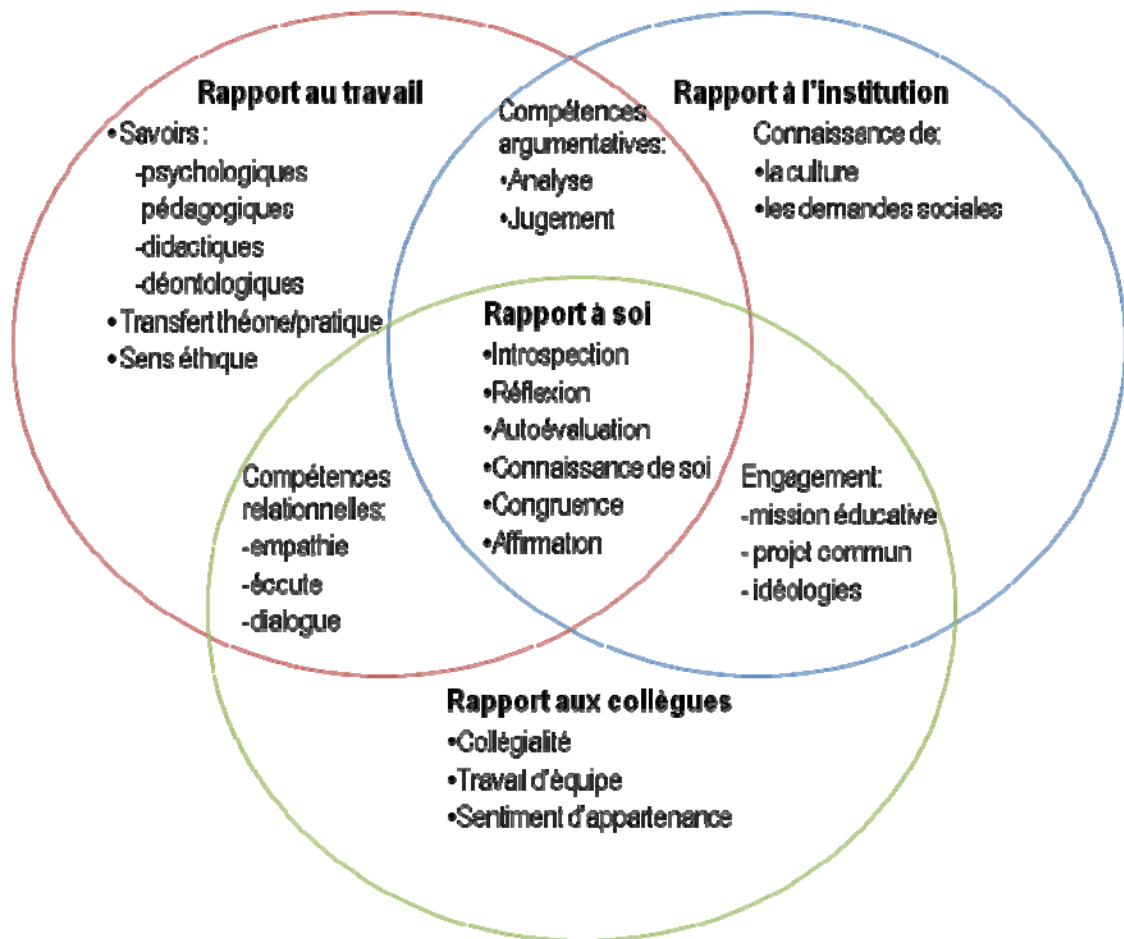 Rapport au travail
•Savoirs :
-psychologiques
pédagogiques
-didactiques
-déontologiques
•Transfert théorie/pratique
•Sens éthique
Compétences
argumentatives:
•Analyse
•Jugement
Rapport à l'institution
Connaissance de:
•la culture
•les demandes sociales
Rapport à soi
•Introspection
•Réflexion
•Autoévaluation
•Connaissance de soi
•Congruence
•Affirmation
Compétences
relationnelles:
-empathie
-éccute
-dialogue
Engagement:
-mission éducative
- projet commun
- idéologies
Rapport aux collègues
•Collégialité
•Travail d'équipe
•Sentiment d'appartenance